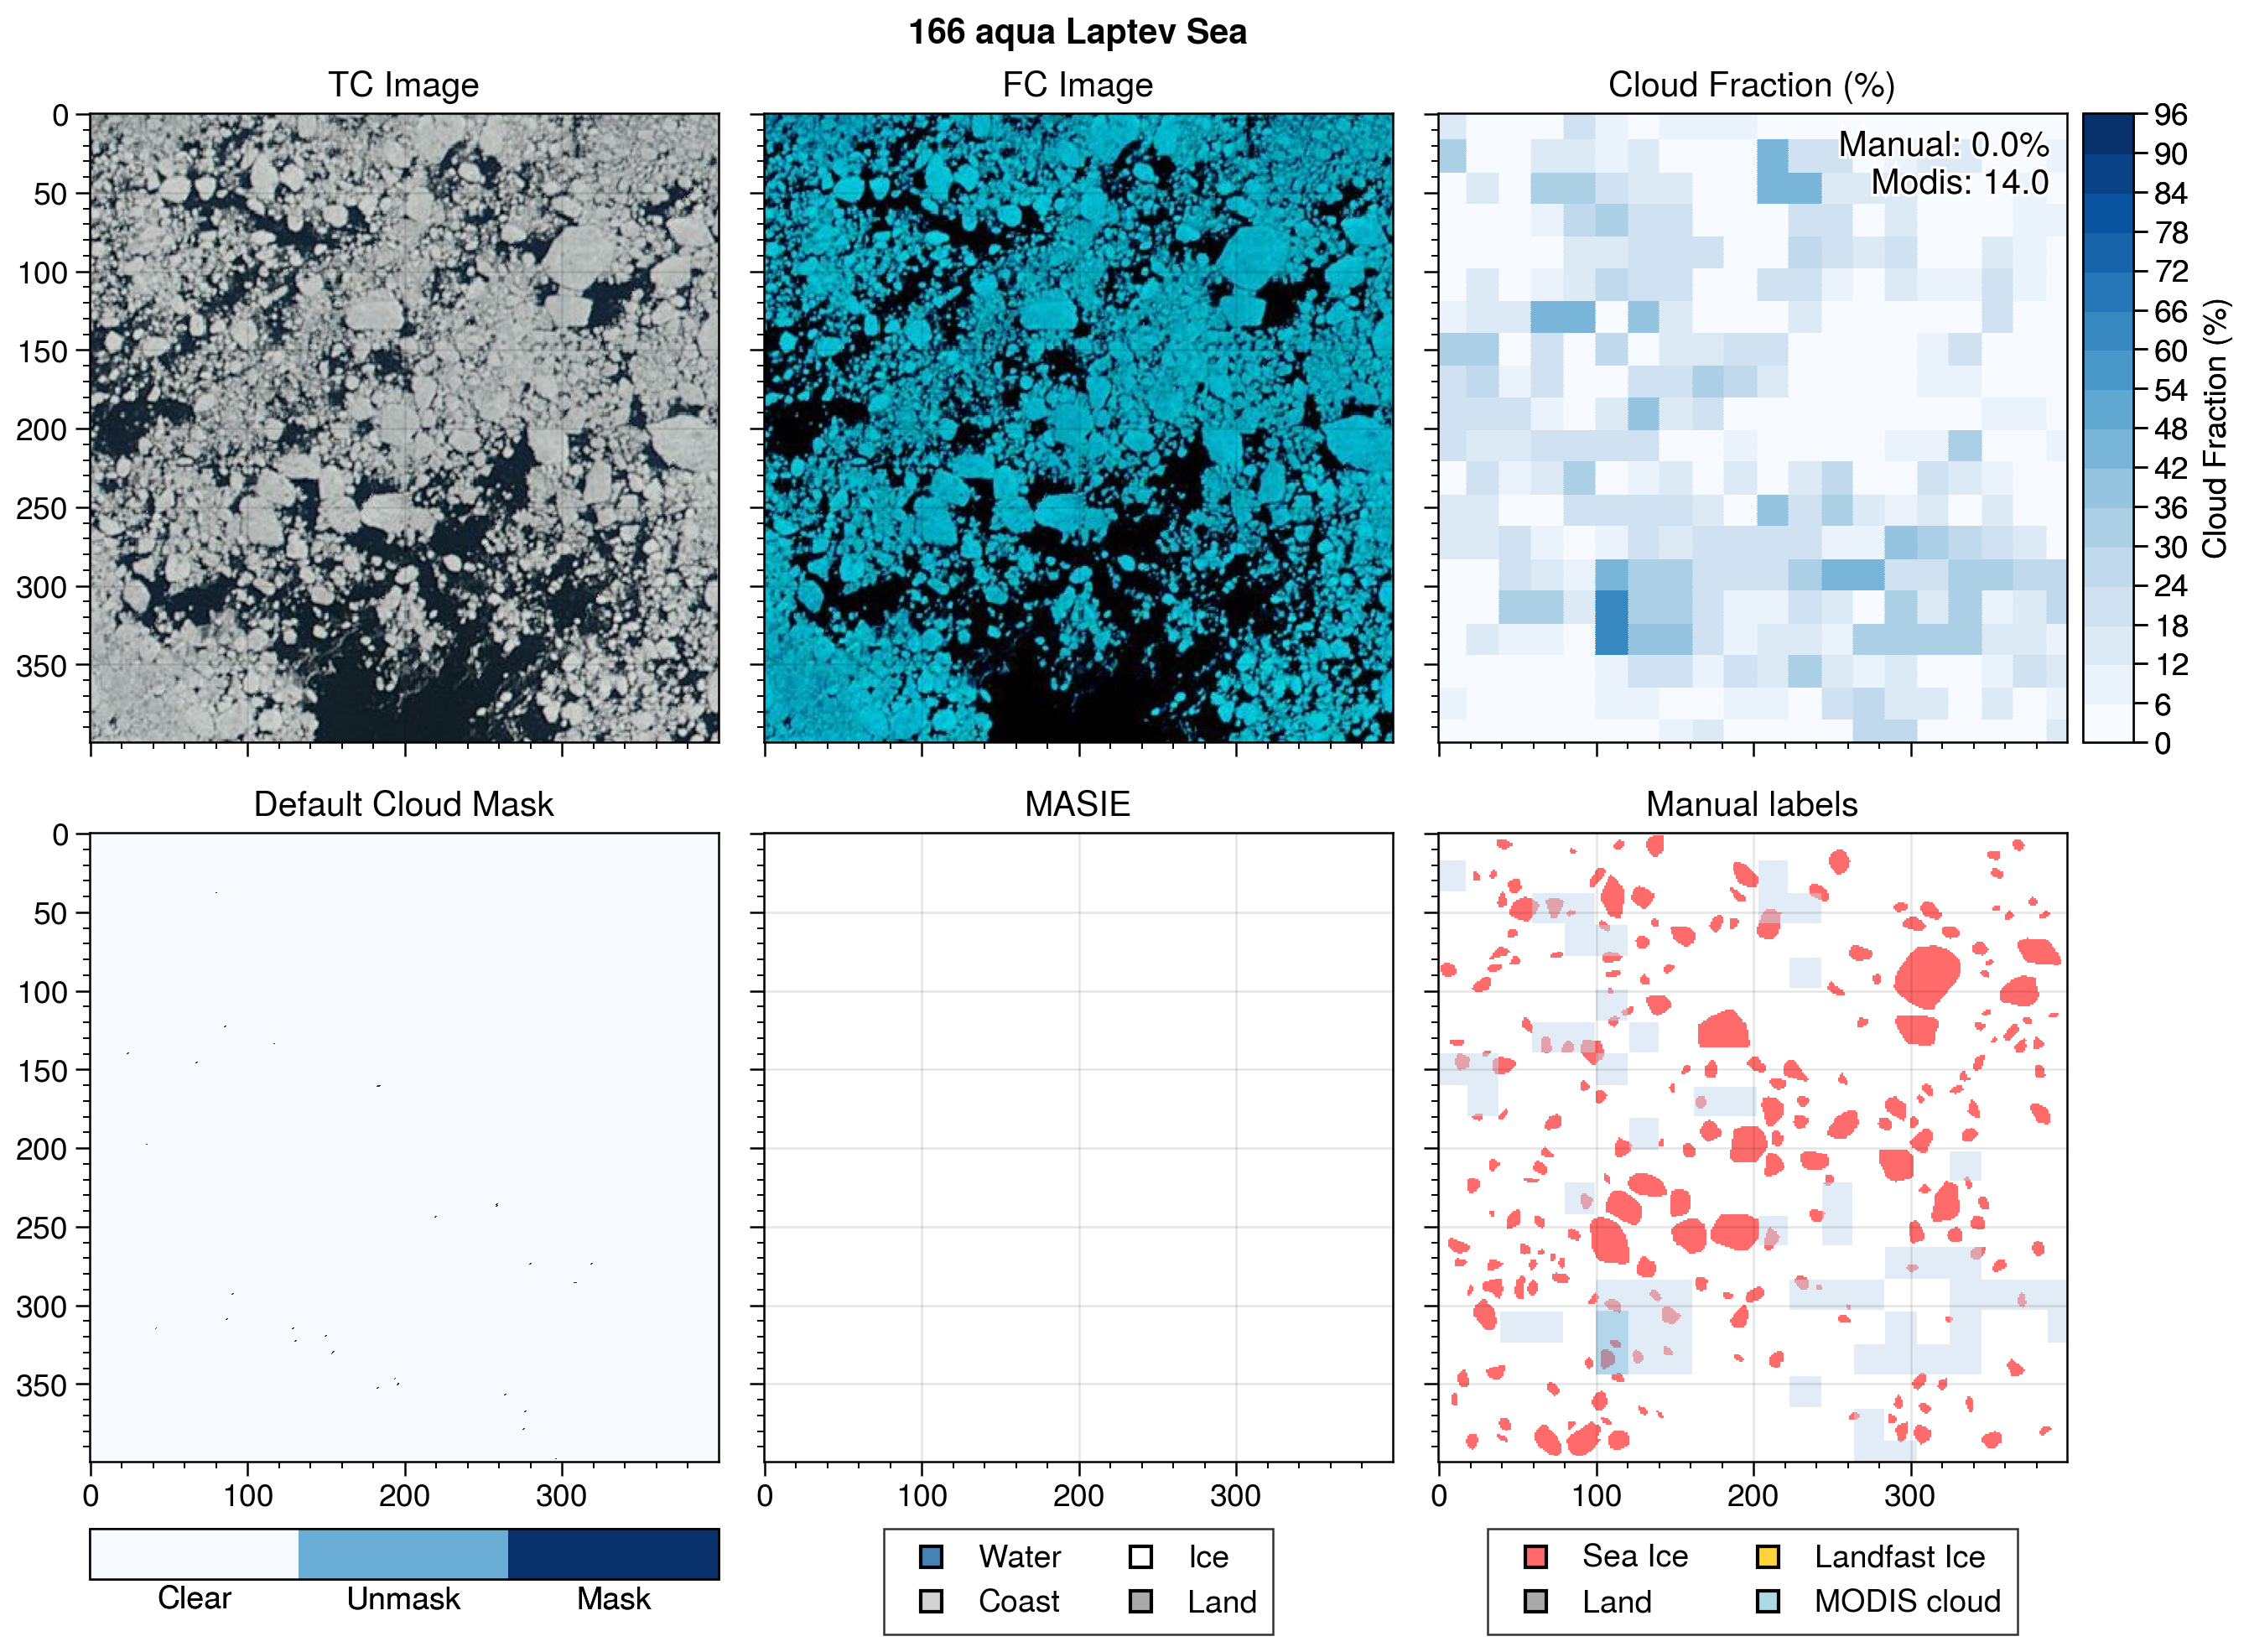 166 aqua Laptev Sea
TC Image
FC Image
Cloud Fraction (%)
0
50
100
150
200
250
300
350
Manual: 0.0%
Modis: 14.0
96
90
84
78
72
66
60
54
48
42
36
30
24
18
12
6
0
Cloud Fraction (%)
Default Cloud Mask
MASIE
Manual labels
0
50
100
150
200
250
300
350
0 100 200 300
0 100 200 300
0 100 200 300
Clear Unmask Mask
Water Ice
Coast Land
Sea Ice Landfast Ice
Land MODIS cloud